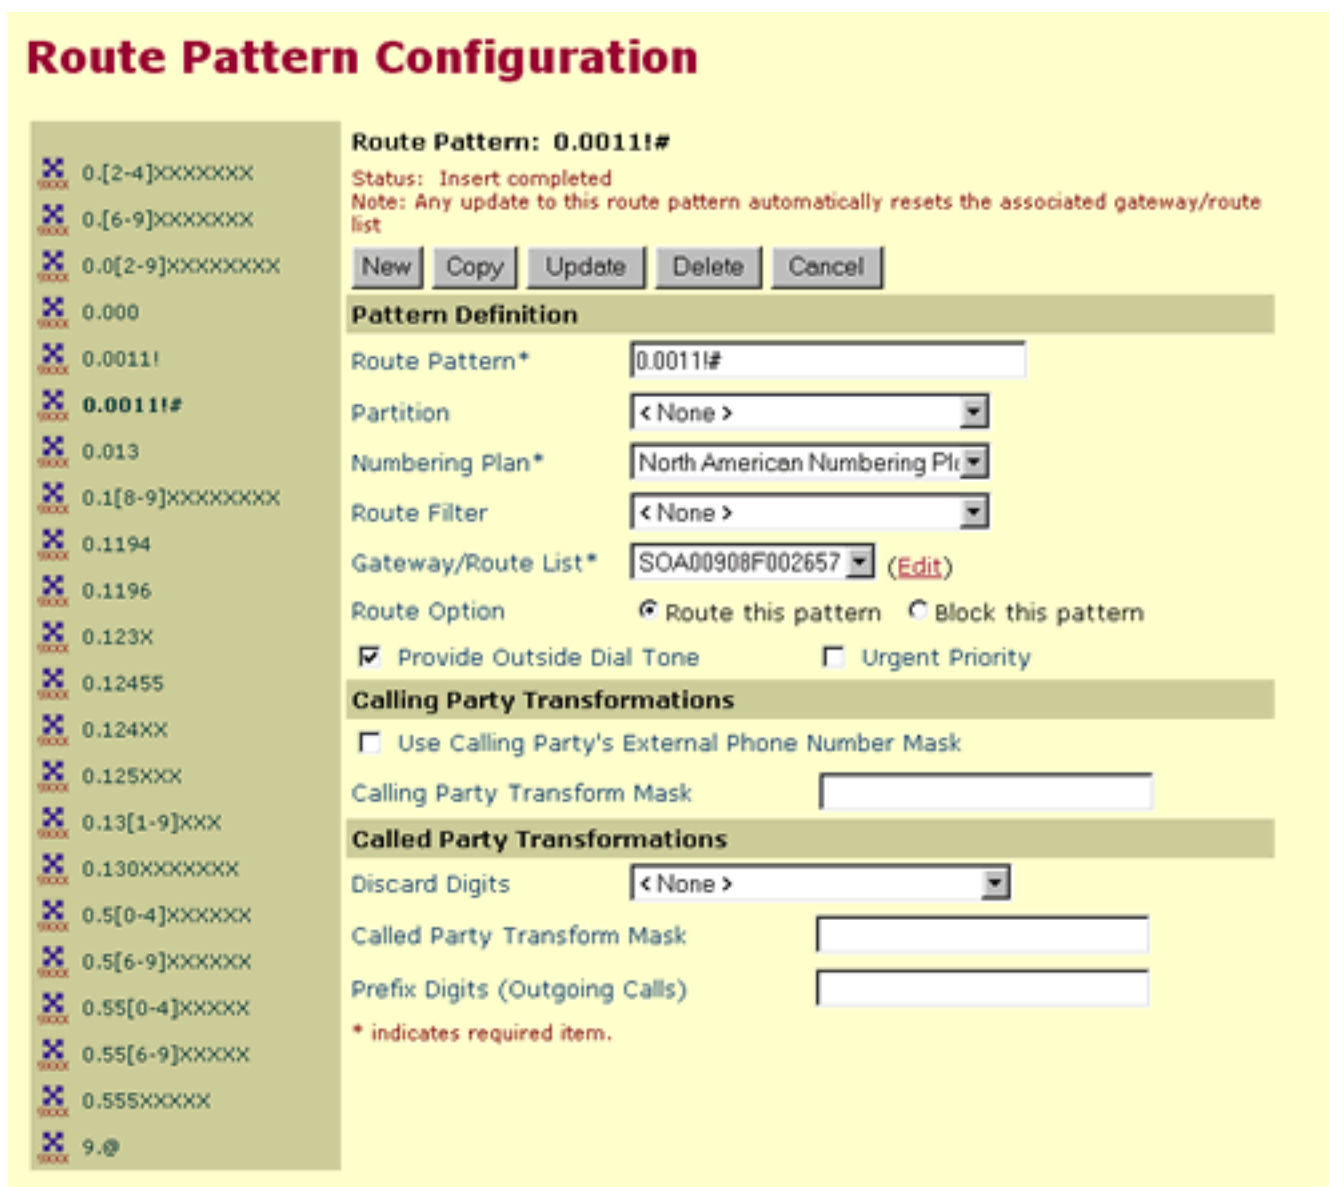 Route Pattern Configuration
0.[2-4]XXXXXXX
0.[6-9]XXXXXXX
0.0[2-9]XXXXXXXX
0.000
0.0011!
0.0011!#
0.013
0.1[8-9]XXXXXXXX
0.1194
0.1196
0.123X
0.12455
0.124XX
0.125XXX
0.13[1-9]XXX
0.130XXXXXXX
0.5[0-4]XXXXXX
0.5[6-9]XXXXXX
0.55[0-4]XXXXX
0.55[6-9]XXXXX
0.555XXXXX
9.@
Route Pattern: 0.0011!#
Status: Insert completed
Note: Any update to this route pattern automatically resets the associated gateway/route
list
New Copy Update Delete Cancel
Pattern Definition
Route Pattern* 0.0011!#
Partition < None >
Numbering Plan* North American Numbering Pl
Route Filter < None >
Gateway/Route List* SOA00908F002657 (Edit)
Route Option Route this pattern Block this pattern
Provide Outside Dial Tone Urgent Priority
Calling Party Transformations
Use Calling Party's External Phone Number Mask
Calling Party Transform Mask
Called Party Transformations
Discard Digits < None >
Called Party Transform Mask
Prefix Digits (Outgoing Calls)
* indicates required item.